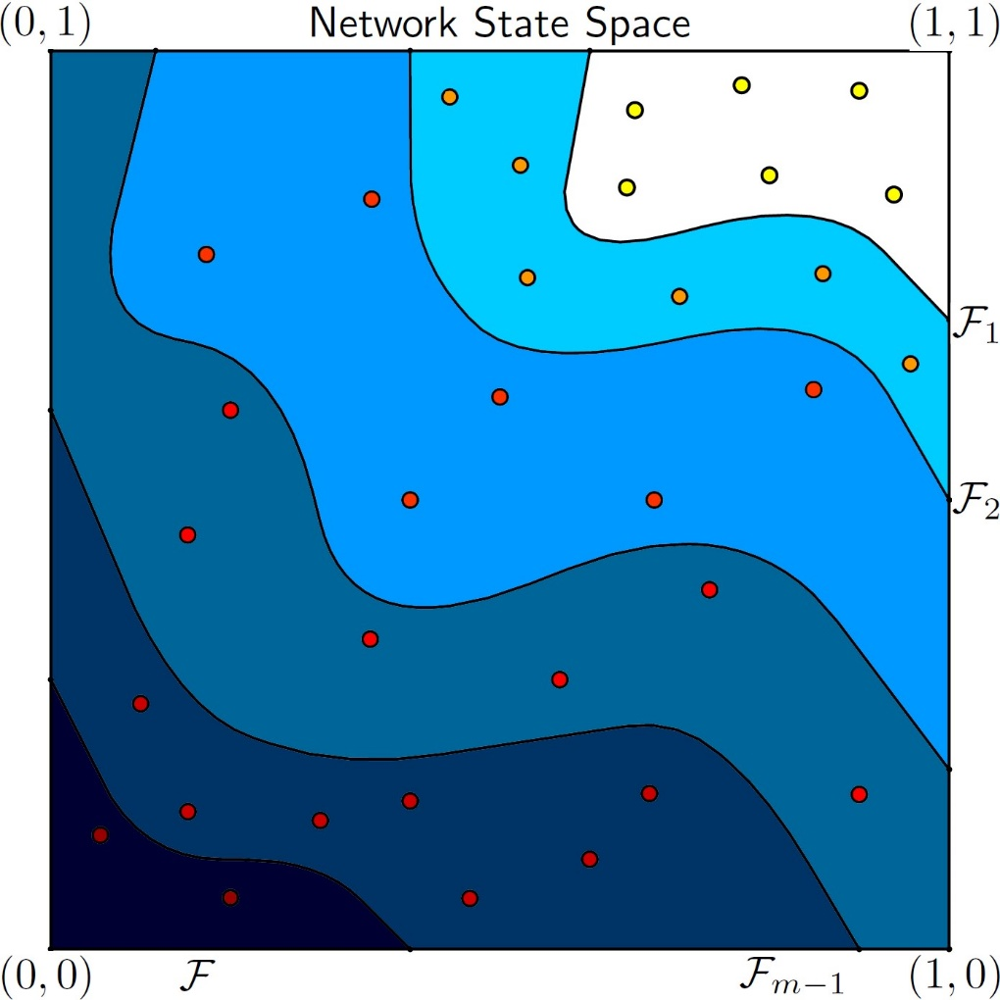 (0, 1) Network State Space (1, 1)
ℱ₁
ℱ₂
(0, 0) ℱ ℱₘ₋₁ (1, 0)